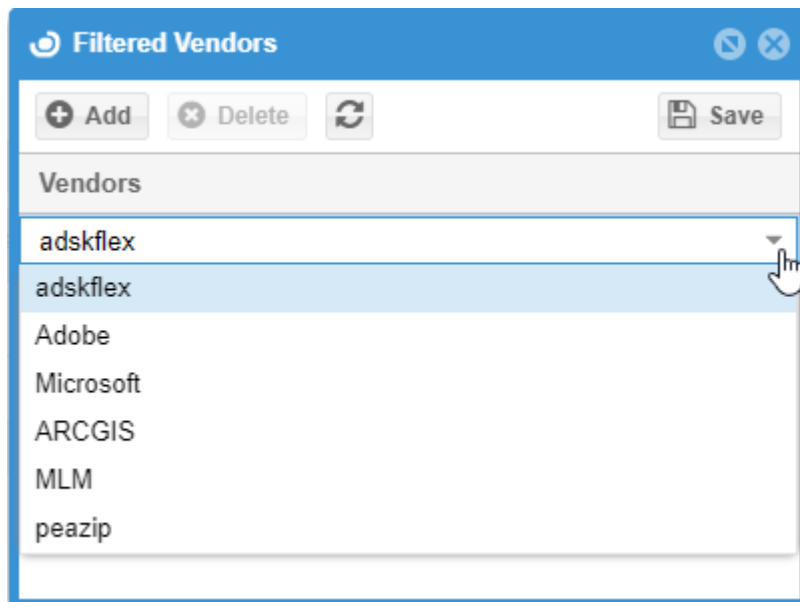 Filtered Vendors
Add Delete Save
Vendors
adskflex
adskflex
Adobe
Microsoft
ARCGIS
MLM
peazip